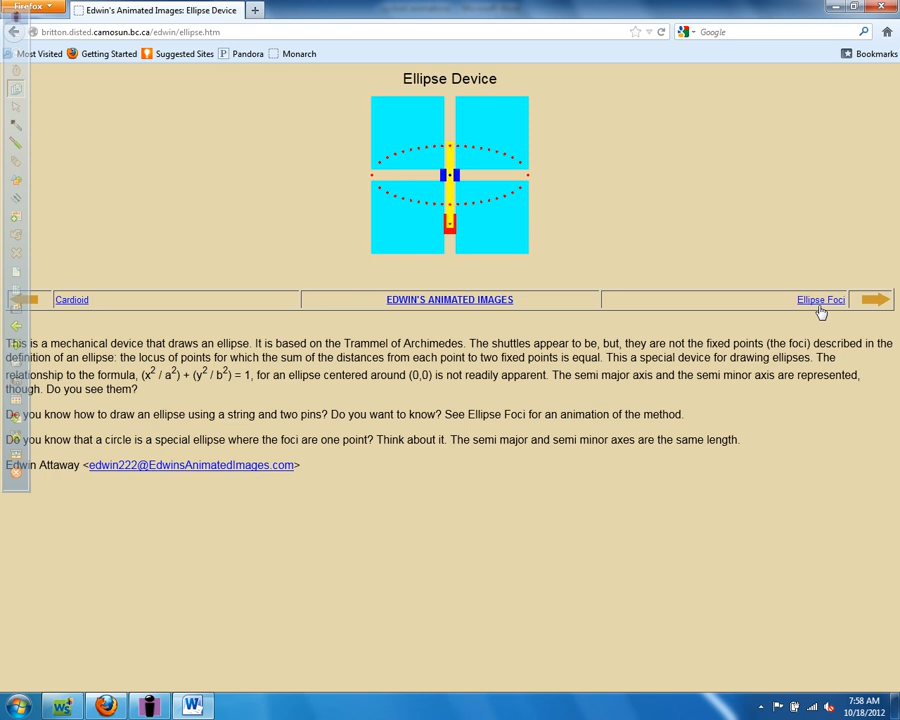 Firefox
Edwin's Animated Images: Ellipse Device
britton.disted.camosun.bc.ca/edwin/ellipse.htm
Google
Most Visited
Getting Started
Suggested Sites
Pandora
Monarch
Bookmarks
Ellipse Device
Cardioid
EDWIN'S ANIMATED IMAGES
Ellipse Foci
This is a mechanical device that draws an ellipse. It is based on the Trammel of Archimedes. The shuttles appear to be, but, they are not the fixed points (the foci) described in the
definition of an ellipse: the locus of points for which the sum of the distances from each point to two fixed points is equal. This a special device for drawing ellipses. The
relationship to the formula, (x² / a²) + (y² / b²) = 1, for an ellipse centered around (0,0) is not readily apparent. The semi major axis and the semi minor axis are represented,
though. Do you see them?
Do you know how to draw an ellipse using a string and two pins? Do you want to know? See Ellipse Foci for an animation of the method.
Do you know that a circle is a special ellipse where the foci are one point? Think about it. The semi major and semi minor axes are the same length.
Edwin Attaway <edwin222@EdwinsAnimatedImages.com>
7:58 AM
10/18/2012